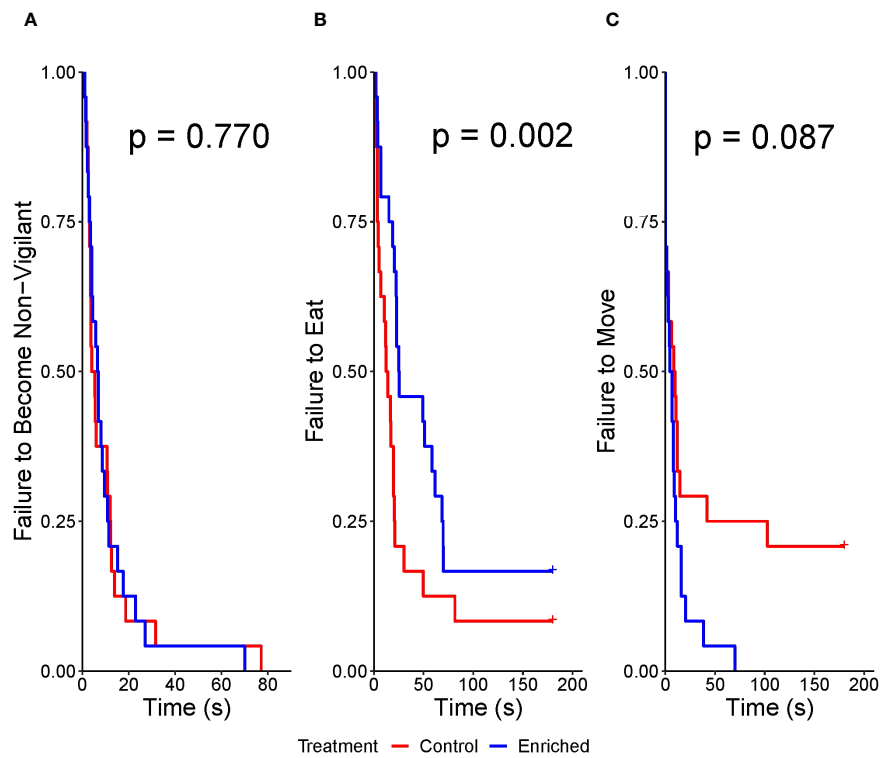 A
B
C
p = 0.770
p = 0.002
p = 0.087
Failure to Become Non−Vigilant
1.00
0.75
0.50
0.25
0.00
0 20 40 60 80
Time (s)
Failure to Eat
1.00
0.75
0.50
0.25
0.00
0 50 100 150 200
Time (s)
Failure to Move
1.00
0.75
0.50
0.25
0.00
0 50 100 150 200
Time (s)
Treatment Control Enriched